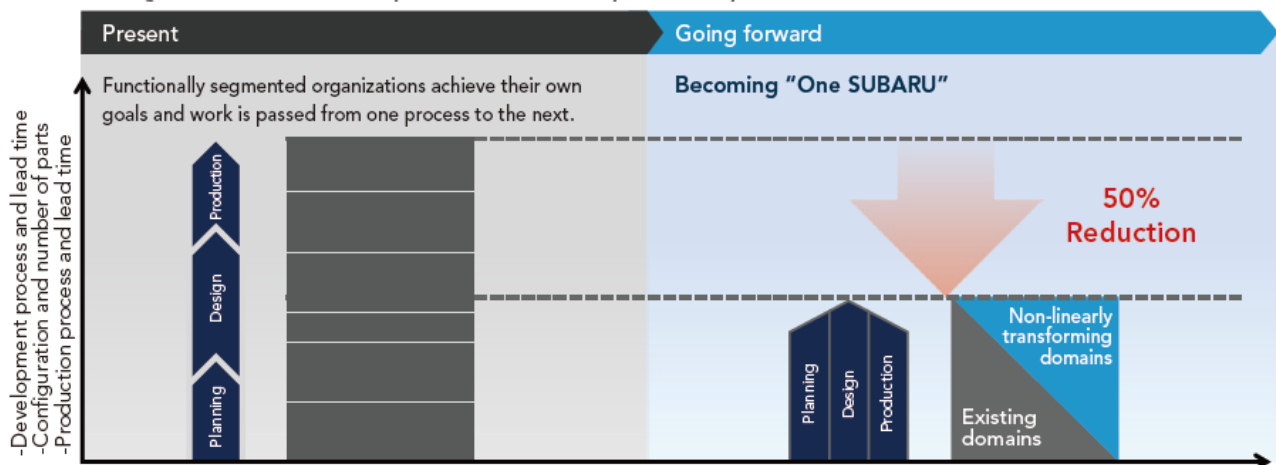 Present
Going forward
Functionally segmented organizations achieve their own
goals and work is passed from one process to the next.
Becoming "One SUBARU"
-Development process and lead time
-Configuration and number of parts
-Production process and lead time
Production
Design
Planning
50%
Reduction
Planning
Design
Production
Non-linearly
transforming
domains
Existing
domains